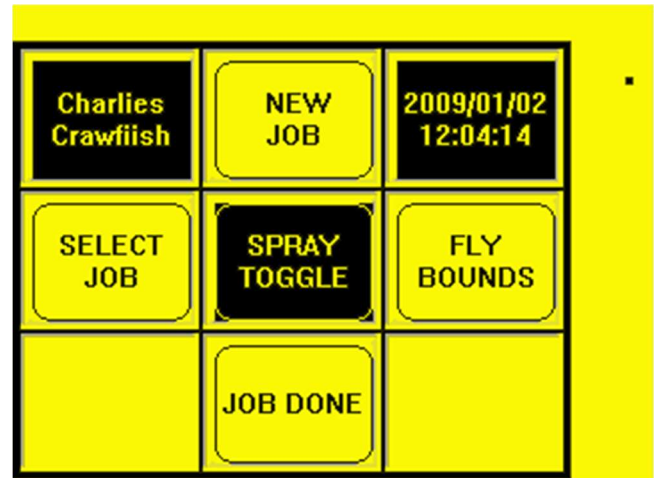 Charlies
Crawfiish
NEW
JOB
2009/01/02
12:04:14
SELECT
JOB
SPRAY
TOGGLE
FLY
BOUNDS
JOB DONE